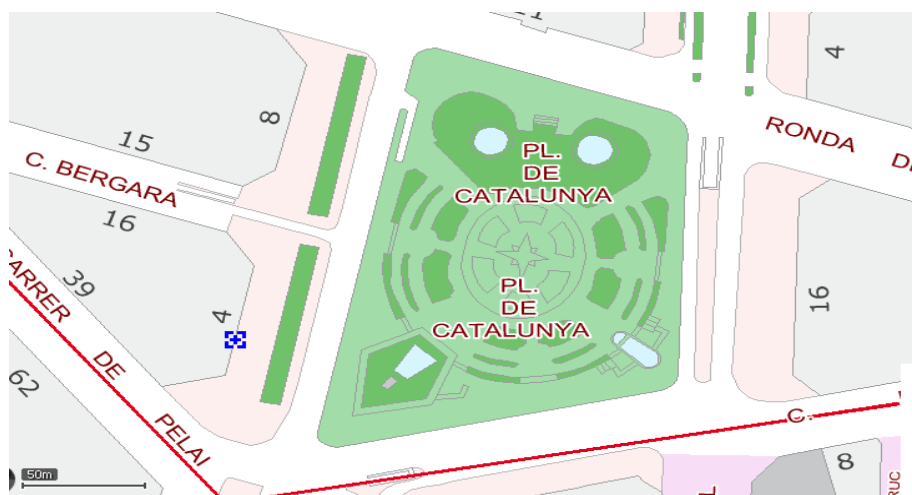 4
8
15
RONDA
C. BERGARA
PL.
DE
CATALUNYA
16
39
4
PL.
DE
CATALUNYA
16
CARRER
DE
PELAI
62
C.
8
50m